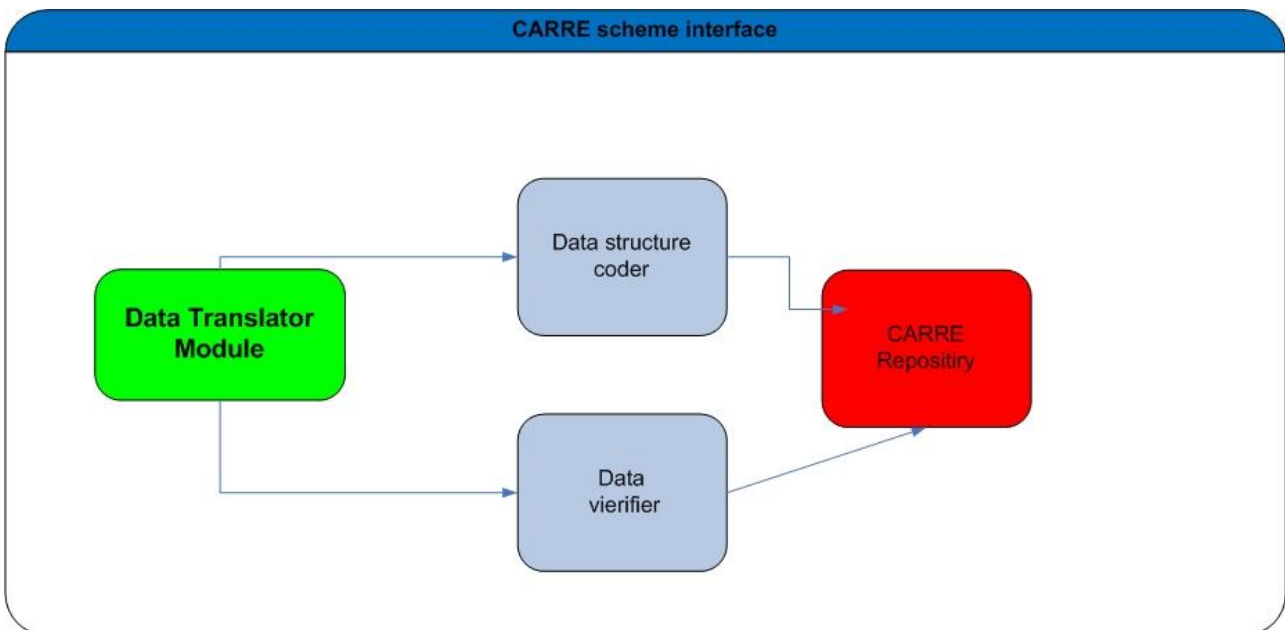 CARRE scheme interface
Data structure
coder
Data Translator
Module
CARRE
Repositiry
Data
vierifier